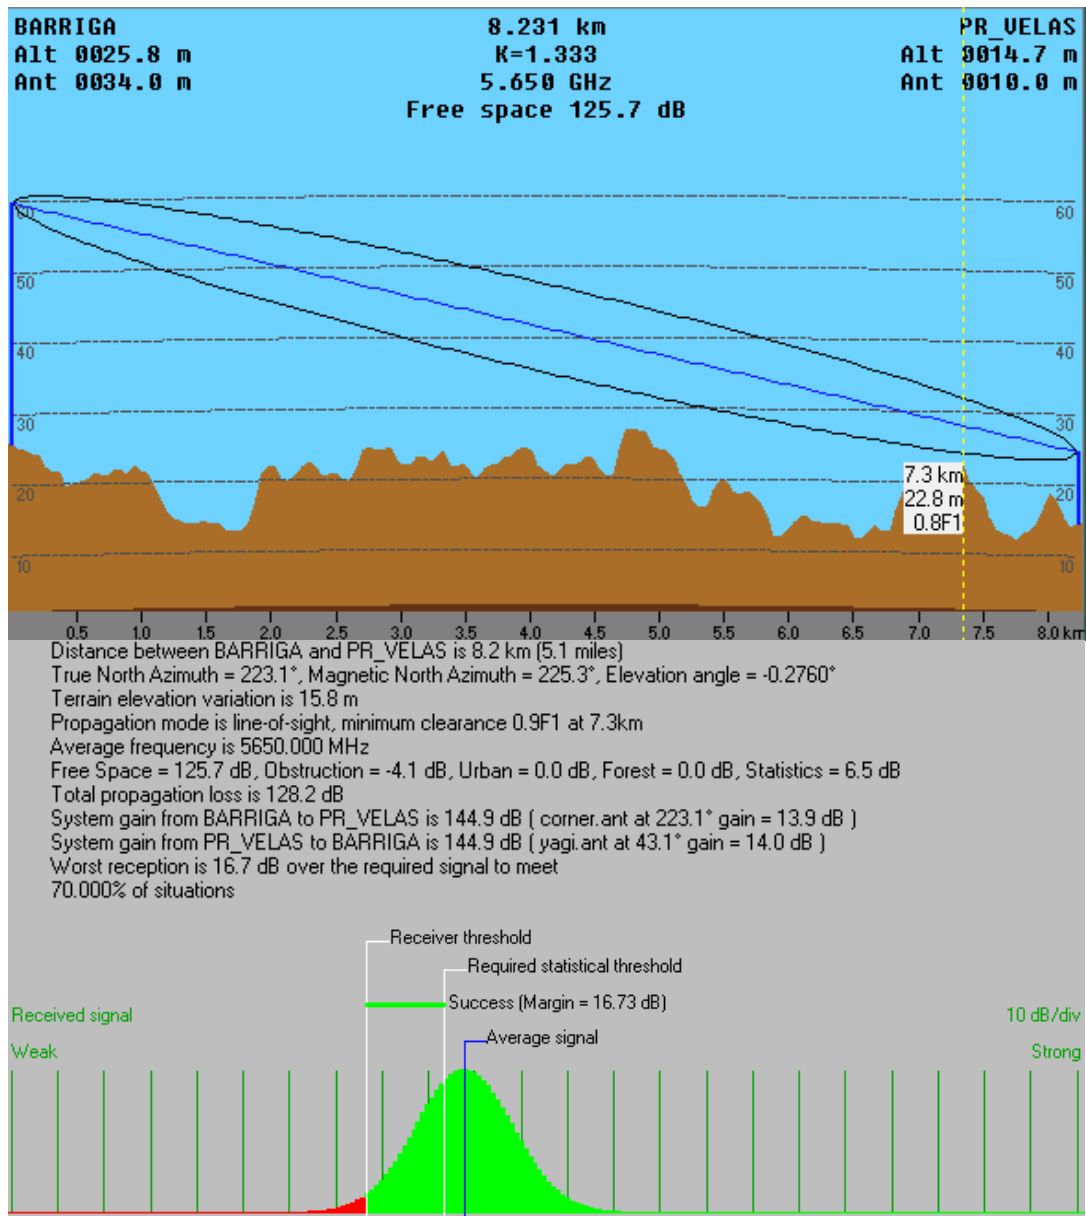 BARRIGA 8.231 km PR_VELAS
Alt 0025.8 m K=1.333 Alt 0014.7 m
Ant 0034.0 m 5.650 GHz Ant 0010.0 m
Free space 125.7 dB
60 60
50 50
40 40
30 30
7.3 km
20 22.8 m 20
0.8F1
10 10
0.5 1.0 1.5 2.0 2.5 3.0 3.5 4.0 4.5 5.0 5.5 6.0 6.5 7.0 7.5 8.0 km
Distance between BARRIGA and PR_VELAS is 8.2 km (5.1 miles)
True North Azimuth = 223.1°, Magnetic North Azimuth = 225.3°, Elevation angle = -0.2760°
Terrain elevation variation is 15.8 m
Propagation mode is line-of-sight, minimum clearance 0.9F1 at 7.3km
Average frequency is 5650.000 MHz
Free Space = 125.7 dB, Obstruction = -4.1 dB, Urban = 0.0 dB, Forest = 0.0 dB, Statistics = 6.5 dB
Total propagation loss is 128.2 dB
System gain from BARRIGA to PR_VELAS is 144.9 dB ( corner.ant at 223.1° gain = 13.9 dB )
System gain from PR_VELAS to BARRIGA is 144.9 dB ( yagi.ant at 43.1° gain = 14.0 dB )
Worst reception is 16.7 dB over the required signal to meet
70.000% of situations
Receiver threshold
Required statistical threshold
Success (Margin = 16.73 dB)
Received signal 10 dB/div
Average signal
Weak Strong